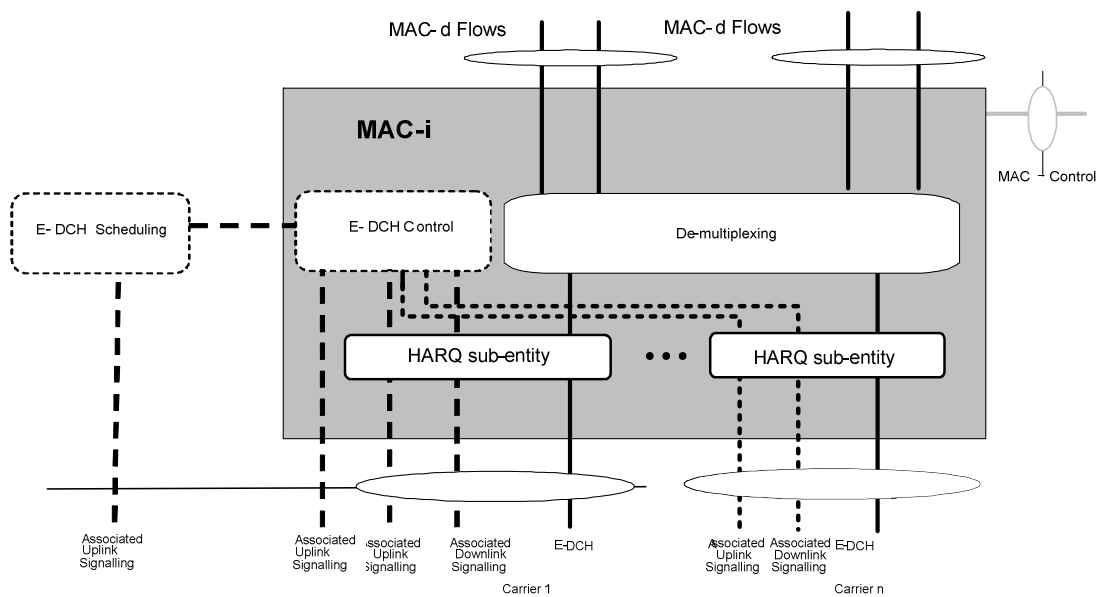 MAC-d Flows
MAC-d Flows
MAC-i
MAC - Control
E-DCH Scheduling
E-DCH Control
De-multiplexing
HARQ sub-entity
HARQ sub-entity
Associated
Uplink
Signalling
Associated
Uplink
Signalling
ssociated
Uplink
Signalling
Associated
Downlink
Signalling
E-DCH
Associated
Uplink
Signalling
Associated
Downlink
Signalling
E-DCH
Carrier 1
Carrier n